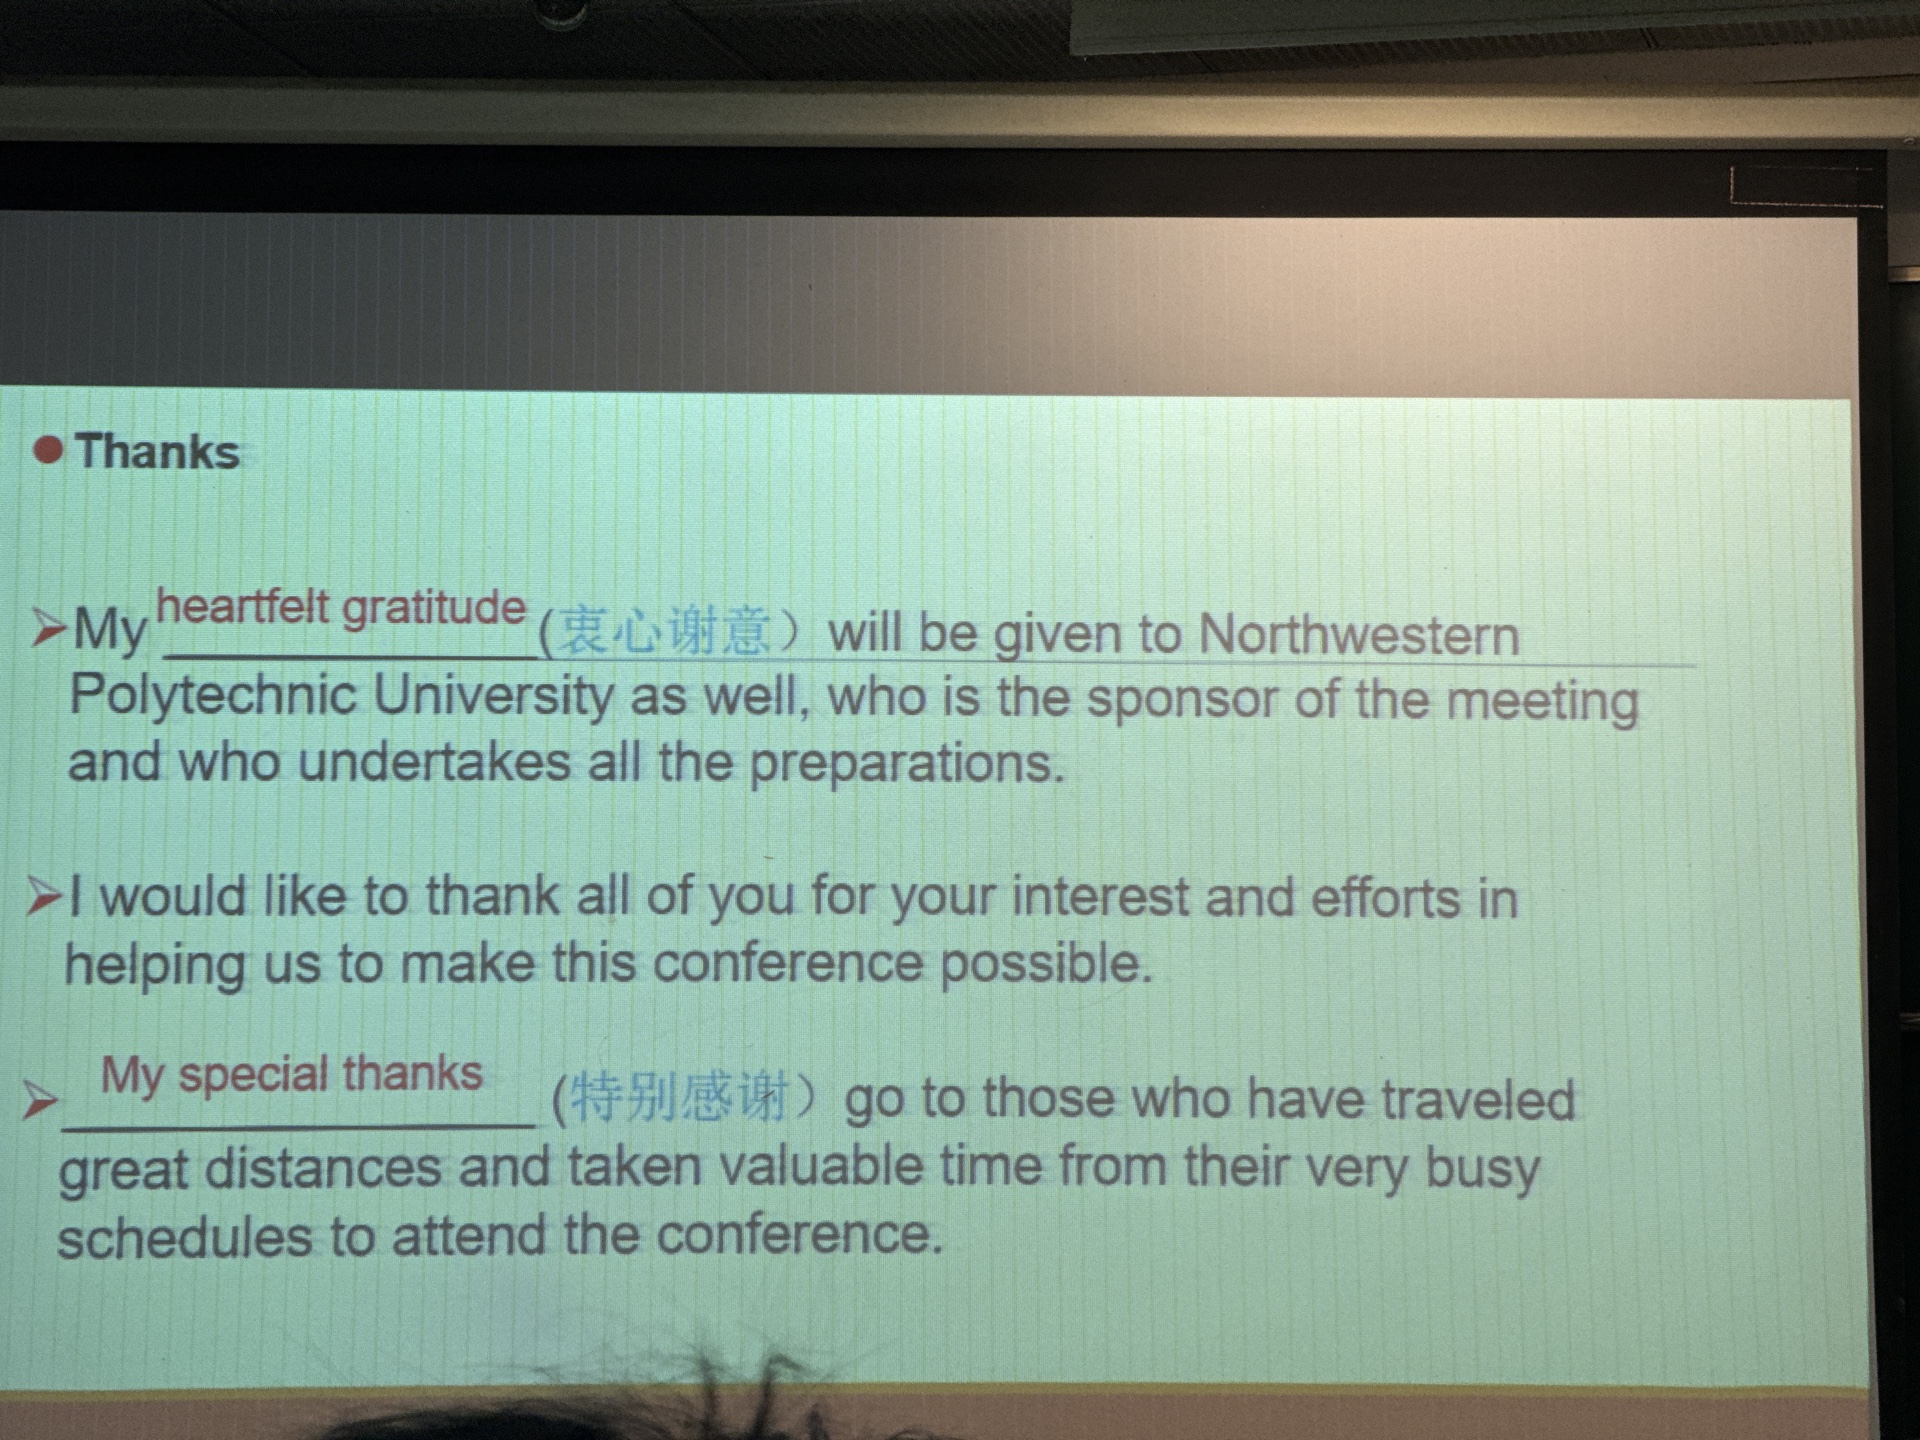 Thanks
My heartfelt gratitude (衷心谢意）will be given to Northwestern
Polytechnic University as well, who is the sponsor of the meeting
and who undertakes all the preparations.
I would like to thank all of you for your interest and efforts in
helping us to make this conference possible.
My special thanks (特别感谢）go to those who have traveled
great distances and taken valuable time from their very busy
schedules to attend the conference.